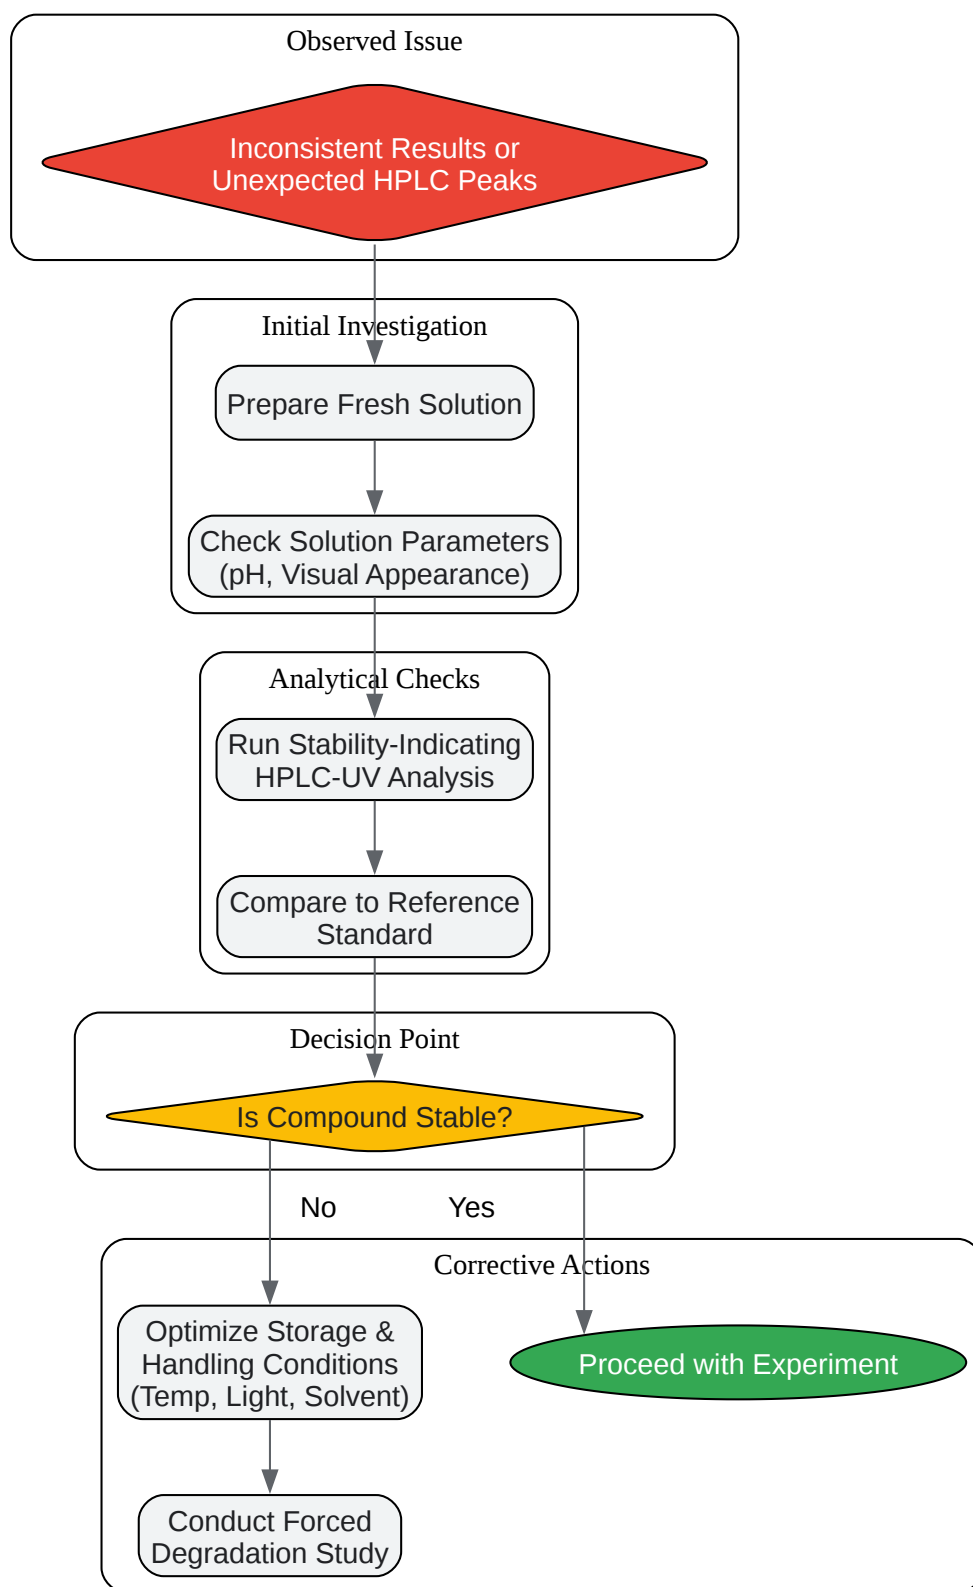 Observed Issue
Inconsistent Results or
Unexpected HPLC Peaks
Initial Investigation
Prepare Fresh Solution
Check Solution Parameters
(pH, Visual Appearance)
Analytical Checks
Run Stability-Indicating
HPLC-UV Analysis
Compare to Reference
Standard
Decision Point
Is Compound Stable?
No
Yes
Corrective Actions
Optimize Storage &
Handling Conditions
(Temp, Light, Solvent)
Proceed with Experiment
Conduct Forced
Degradation Study